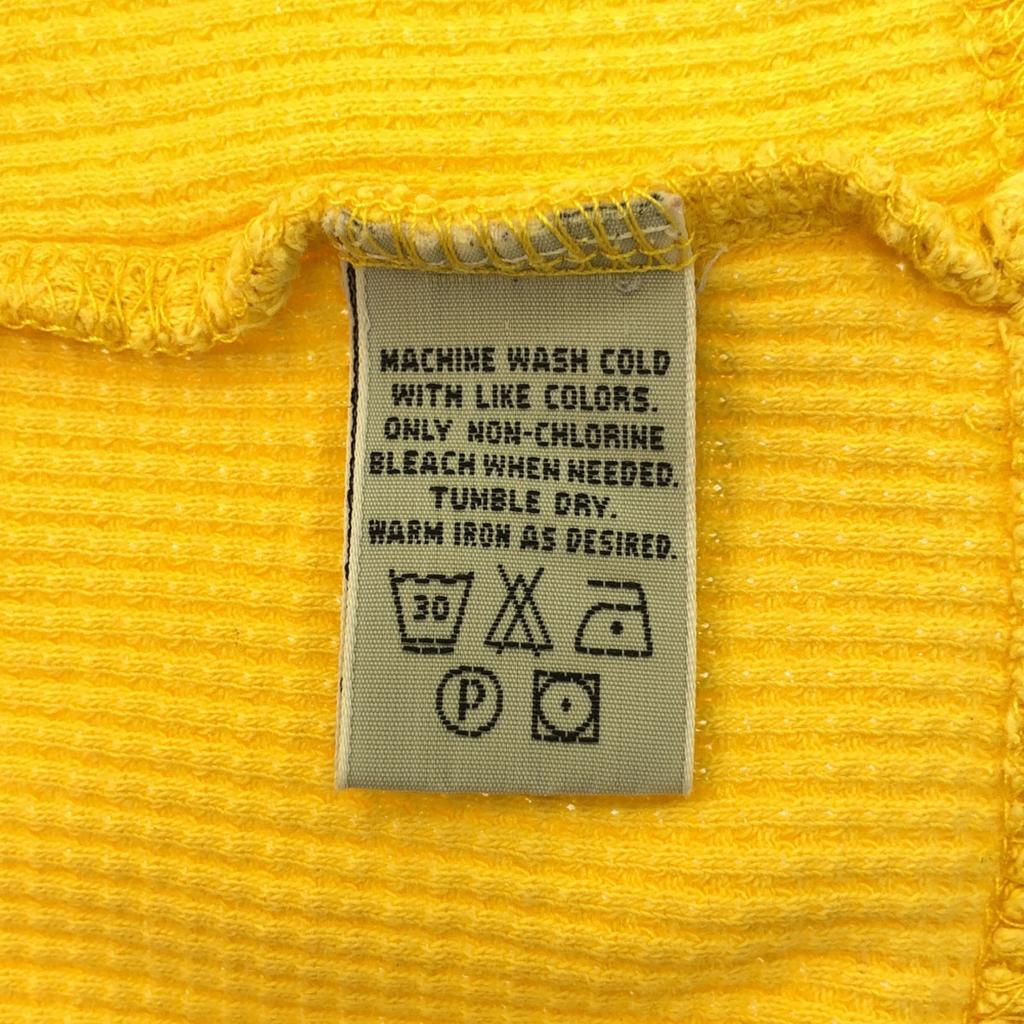 MACHINE WASH COLD
WITH LIKE COLORS.
ONLY NON-CHLORINE
BLEACH WHEN NEEDED.
TUMBLE DRY.
WARM IRON AS DESIRED.
30
P